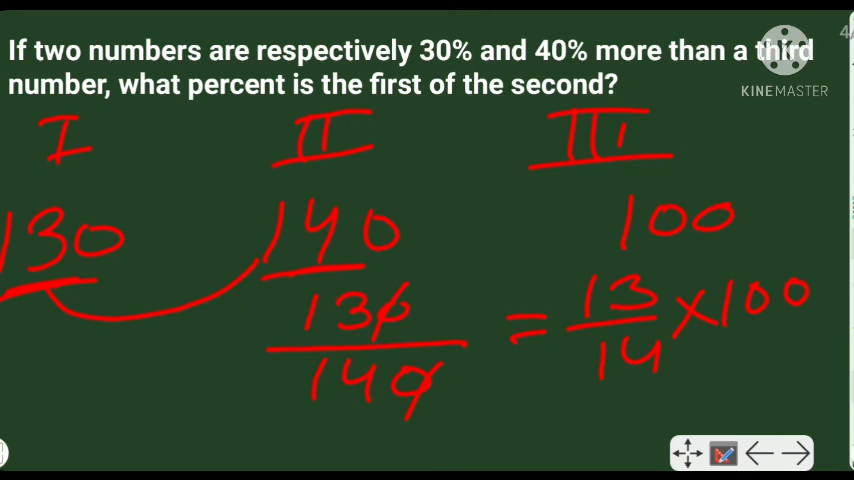 If two numbers are respectively 30% and 40% more than a third
number, what percent is the first of the second?
KINEMASTER
I II III
130 140 100
130
140
= 13/14 × 100